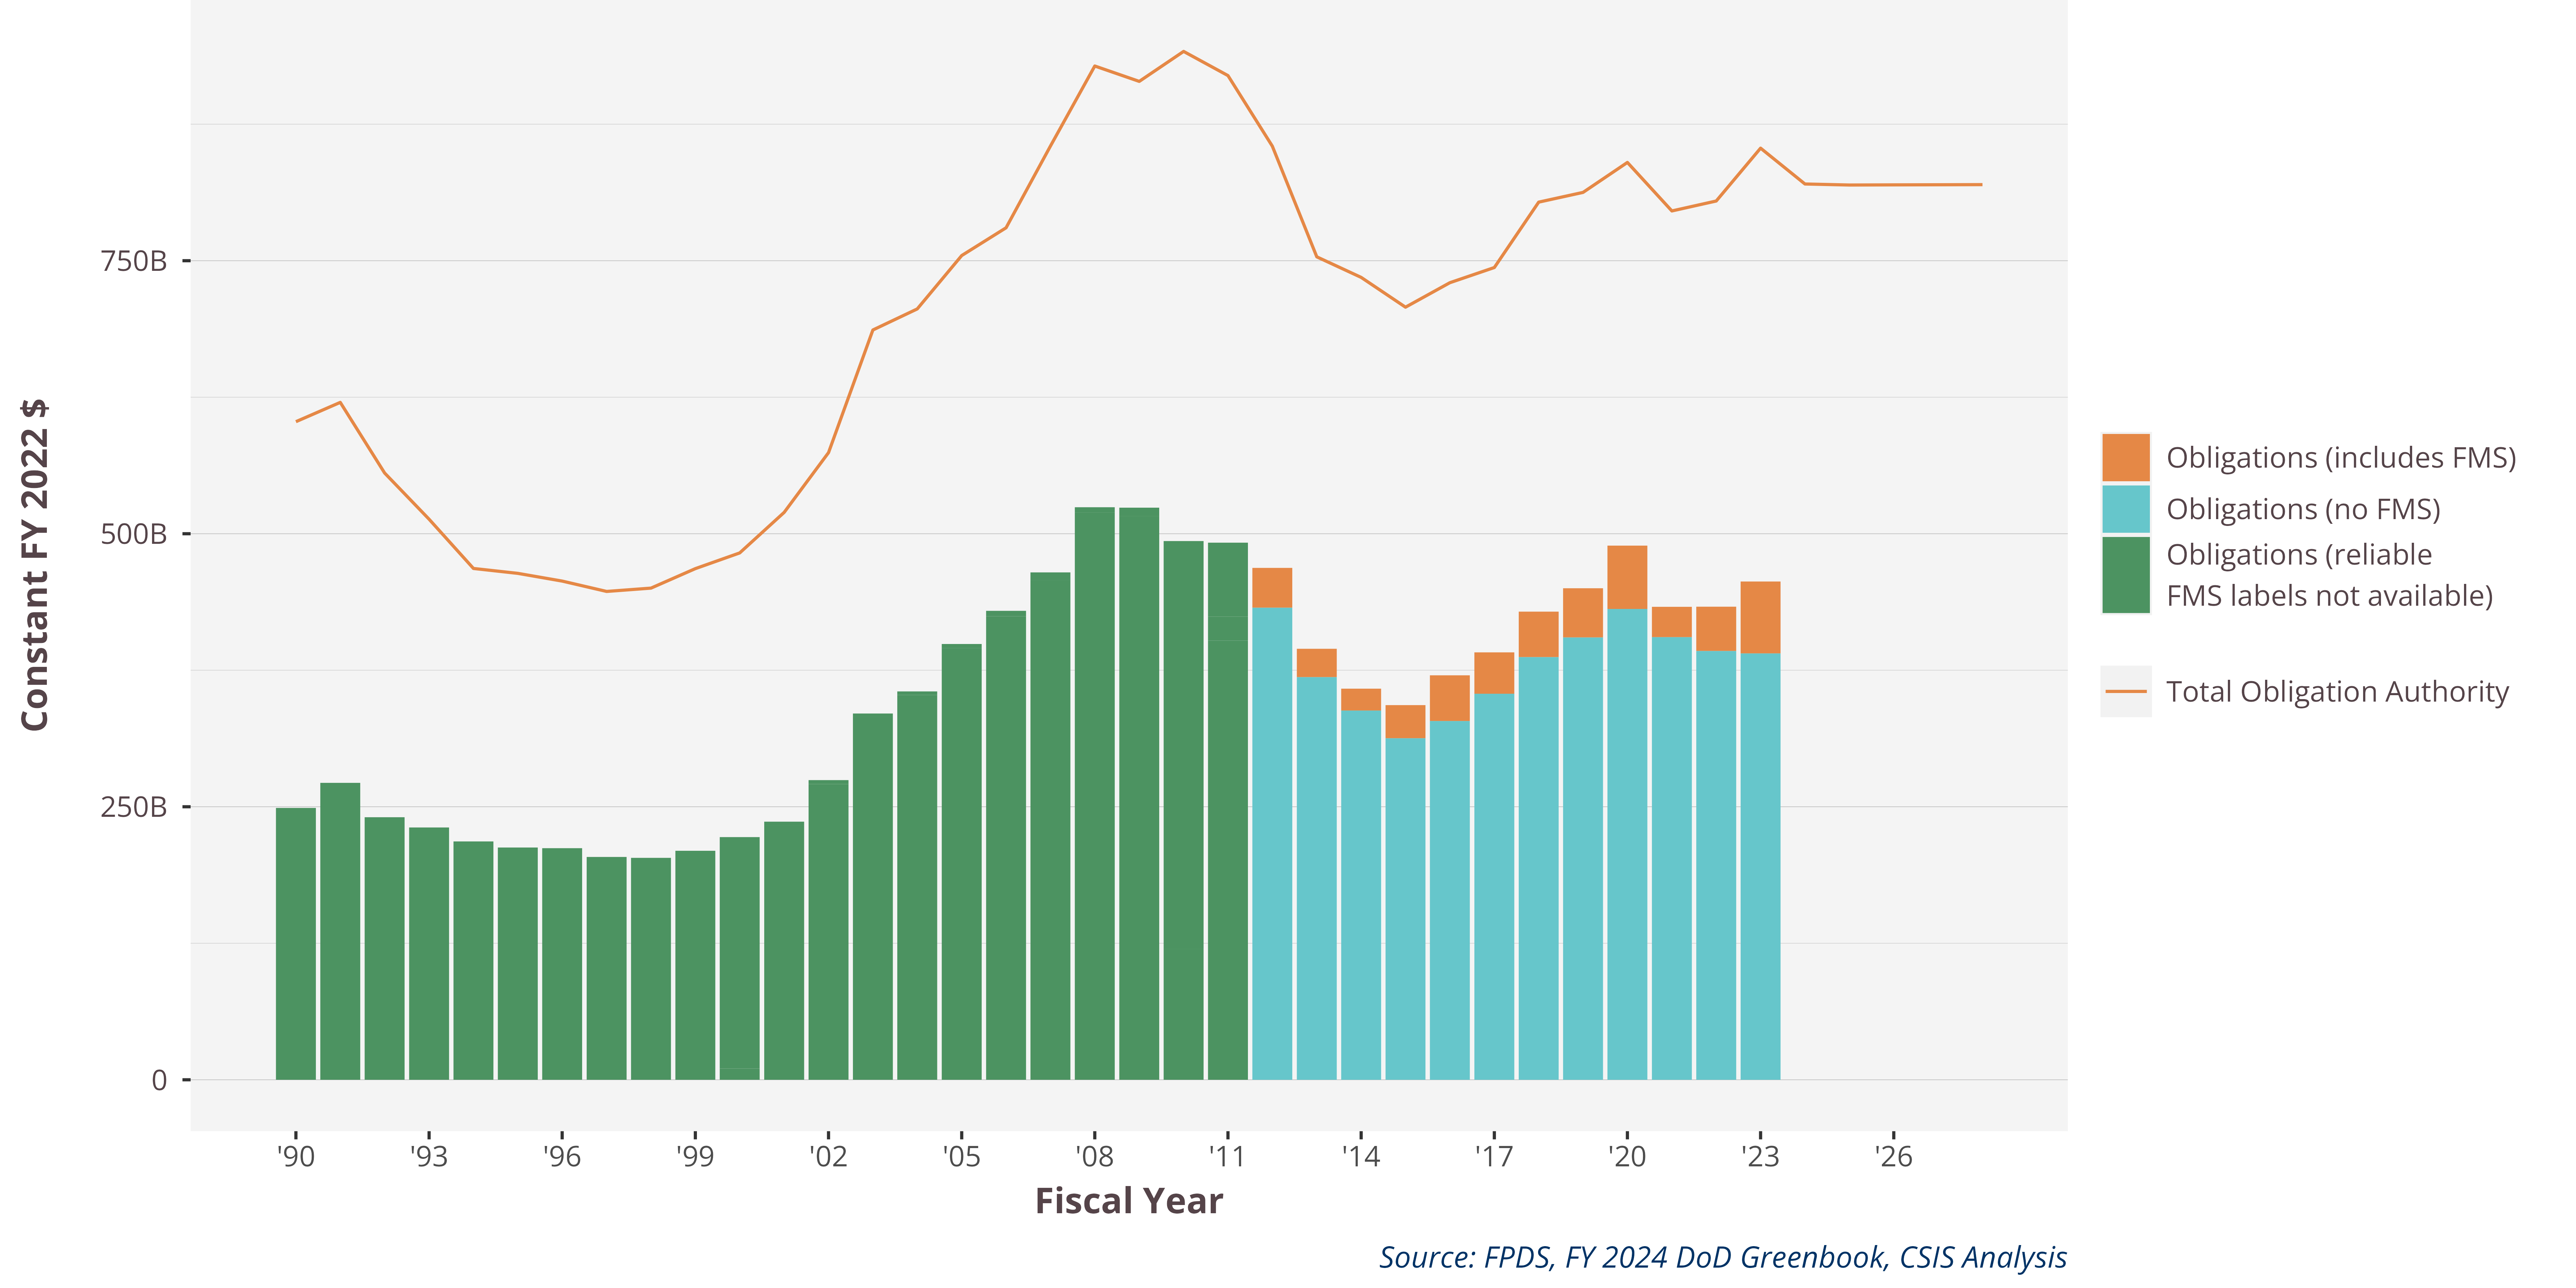 Constant FY 2022 $
750B
500B
250B
0
'90 '93 '96 '99 '02 '05 '08 '11 '14 '17 '20 '23 '26
Fiscal Year
Obligations (includes FMS)
Obligations (no FMS)
Obligations (reliable
FMS labels not available)
Total Obligation Authority
Source: FPDS, FY 2024 DoD Greenbook, CSIS Analysis